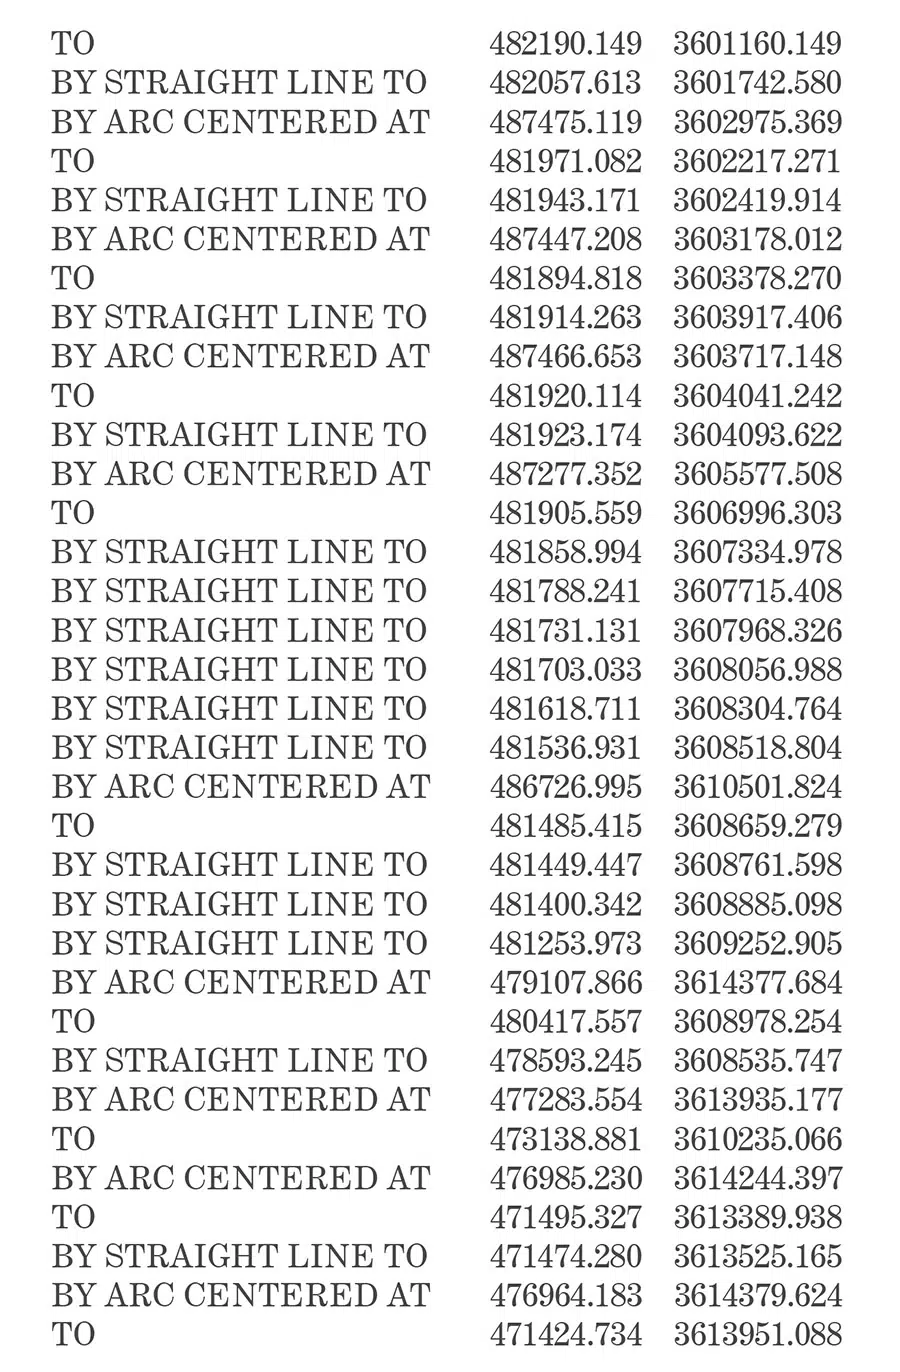 TO 482190.149 3601160.149
BY STRAIGHT LINE TO 482057.613 3601742.580
BY ARC CENTERED AT 487475.119 3602975.369
TO 481971.082 3602217.271
BY STRAIGHT LINE TO 481943.171 3602419.914
BY ARC CENTERED AT 487447.208 3603178.012
TO 481894.818 3603378.270
BY STRAIGHT LINE TO 481914.263 3603917.406
BY ARC CENTERED AT 487466.653 3603717.148
TO 481920.114 3604041.242
BY STRAIGHT LINE TO 481923.174 3604093.622
BY ARC CENTERED AT 487277.352 3605577.508
TO 481905.559 3606996.303
BY STRAIGHT LINE TO 481858.994 3607334.978
BY STRAIGHT LINE TO 481788.241 3607715.408
BY STRAIGHT LINE TO 481731.131 3607968.326
BY STRAIGHT LINE TO 481703.033 3608056.988
BY STRAIGHT LINE TO 481618.711 3608304.764
BY STRAIGHT LINE TO 481536.931 3608518.804
BY ARC CENTERED AT 486726.995 3610501.824
TO 481485.415 3608659.279
BY STRAIGHT LINE TO 481449.447 3608761.598
BY STRAIGHT LINE TO 481400.342 3608885.098
BY STRAIGHT LINE TO 481253.973 3609252.905
BY ARC CENTERED AT 479107.866 3614377.684
TO 480417.557 3608978.254
BY STRAIGHT LINE TO 478593.245 3608535.747
BY ARC CENTERED AT 477283.554 3613935.177
TO 473138.881 3610235.066
BY ARC CENTERED AT 476985.230 3614244.397
TO 471495.327 3613389.938
BY STRAIGHT LINE TO 471474.280 3613525.165
BY ARC CENTERED AT 476964.183 3614379.624
TO 471424.734 3613951.088